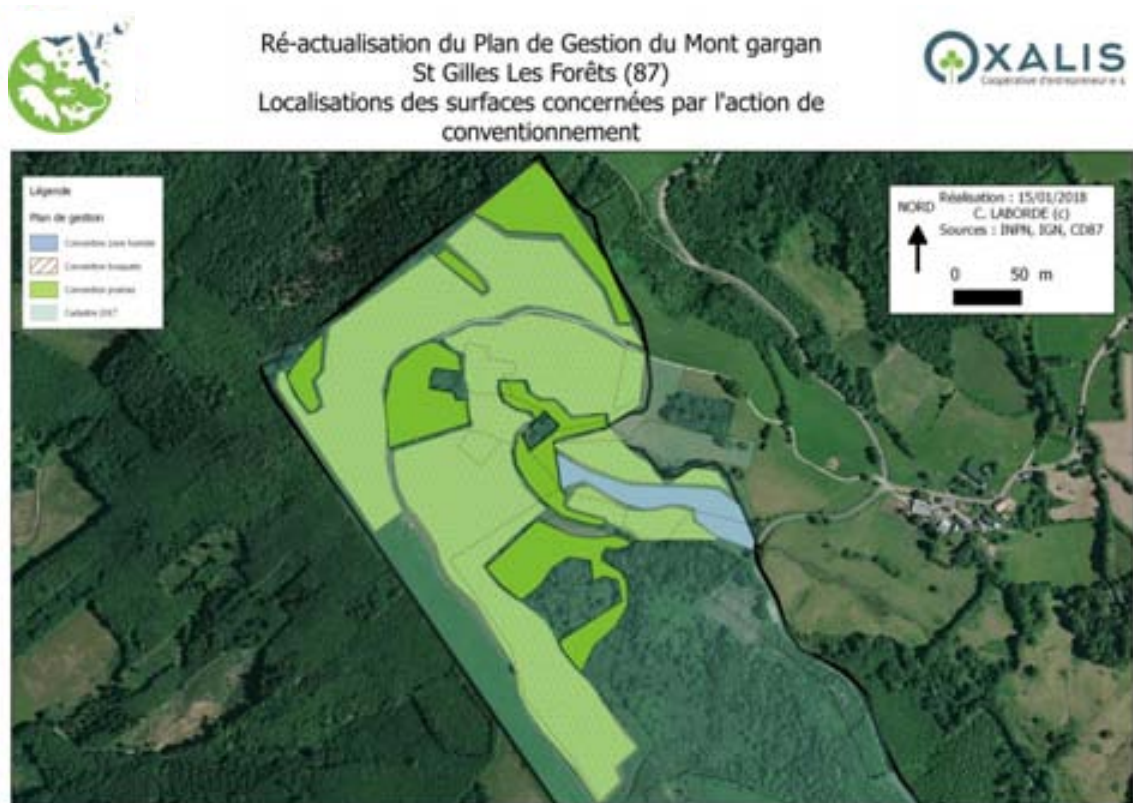 Ré-actualisation du Plan de Gestion du Mont gargan
St Gilles Les Forêts (87)
Localisations des surfaces concernées par l'action de
conventionnement
OXALIS
Coopérative d'entrepreneur·e·s
Légende
Plan de gestion
Convention zone humide
Convention bosquets
Convention prairies
Cadastre 2017
NORD
Réalisation : 15/01/2018
C. LABORDE (c)
Sources : INPN, IGN, CD87
0 50 m